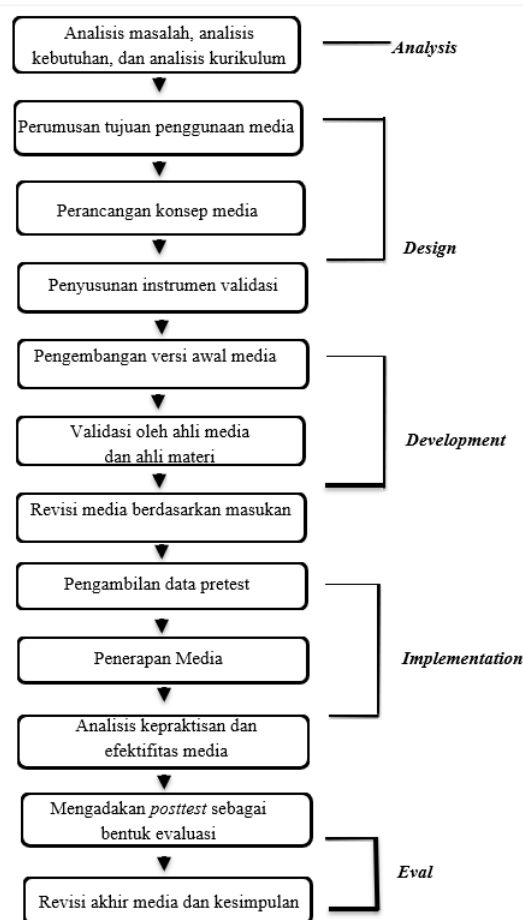 Analisis masalah, analisis
kebutuhan, dan analisis kurikulum
Analysis
Perumusan tujuan penggunaan media
Perancangan konsep media
Design
Penyusunan instrumen validasi
Pengembangan versi awal media
Validasi oleh ahli media
dan ahli materi
Development
Revisi media berdasarkan masukan
Pengambilan data pretest
Penerapan Media
Implementation
Analisis kepraktisan dan
efektifitas media
Mengadakan posttest sebagai
bentuk evaluasi
Eval
Revisi akhir media dan kesimpulan